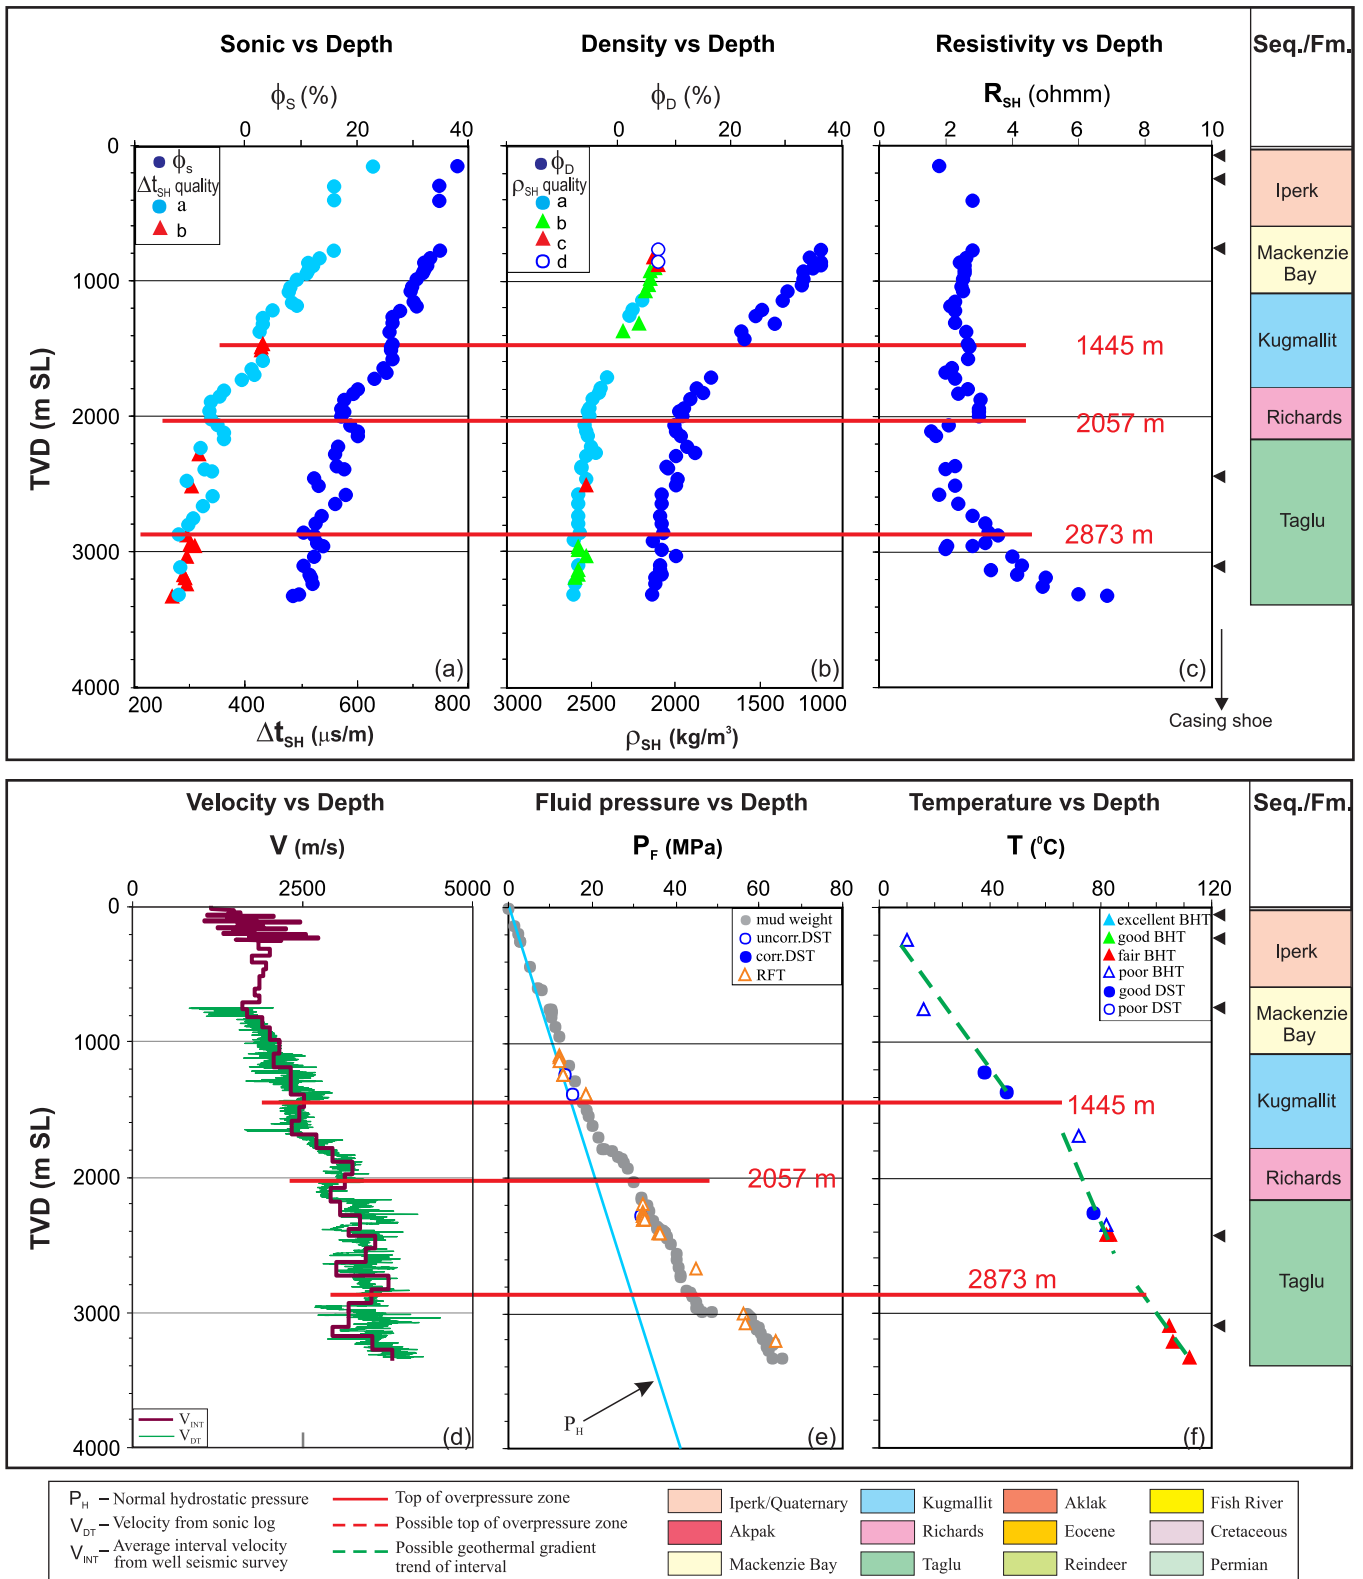 Sonic vs Depth Density vs Depth Resistivity vs Depth Seq./Fm.
ϕS (%) ϕD (%) RSH (ohmm)
0 20 40 0 20 40 0 2 4 6 8 10
0
1000
2000
3000
4000
TVD (m SL)
ϕs
ΔtSH quality
a
b
ϕD
ρSH quality
a
b
c
d
1445 m
2057 m
2873 m
(a) (b) (c)
200 400 600 800 3000 2500 2000 1500 1000
ΔtSH (μs/m) ρSH (kg/m³)
Iperk
Mackenzie
Bay
Kugmallit
Richards
Taglu
Casing shoe
Velocity vs Depth Fluid pressure vs Depth Temperature vs Depth Seq./Fm.
V (m/s) PF (MPa) T (⁰C)
0 2500 5000 0 20 40 60 80 0 40 80 120
0
1000
2000
3000
4000
TVD (m SL)
mud weight
uncorr.DST
corr.DST
RFT
excellent BHT
good BHT
fair BHT
poor BHT
good DST
poor DST
1445 m
2057 m
2873 m
PH
VINT
VDT
(d) (e) (f)
Iperk
Mackenzie
Bay
Kugmallit
Richards
Taglu
PH – Normal hydrostatic pressure
VDT – Velocity from sonic log
VINT – Average interval velocity
from well seismic survey
Top of overpressure zone
Possible top of overpressure zone
Possible geothermal gradient
trend of interval
Iperk/Quaternary Kugmallit Aklak Fish River
Akpak Richards Eocene Cretaceous
Mackenzie Bay Taglu Reindeer Permian